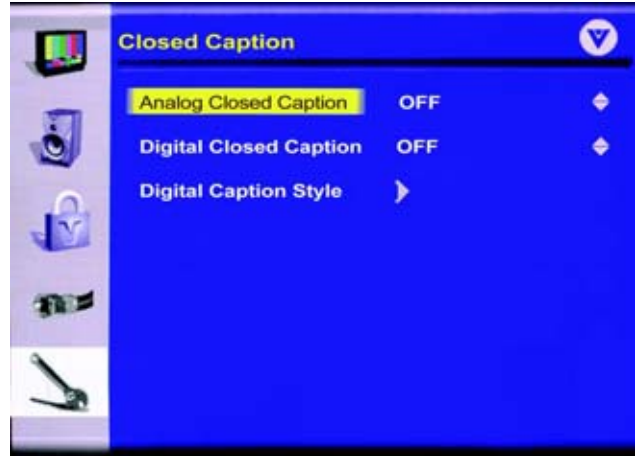 Closed Caption
Analog Closed Caption OFF
Digital Closed Caption OFF
Digital Caption Style